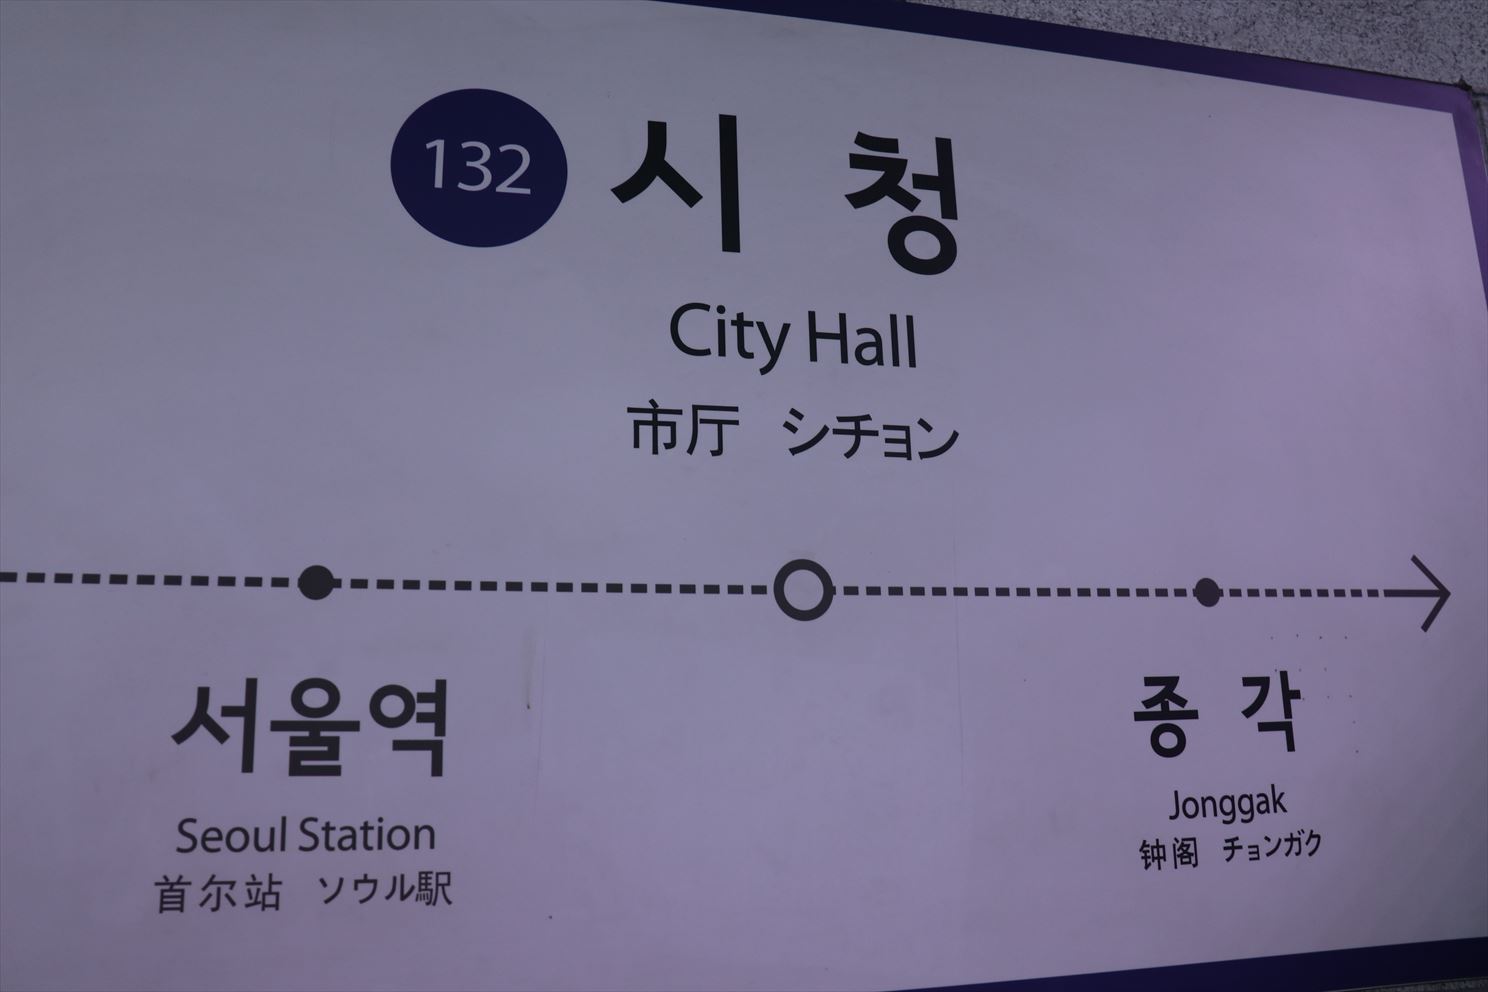 132 시 청
City Hall
市厅 シチョン
서울역
Seoul Station
首尔站 ソウル駅
종 각
Jonggak
钟阁 チョンガク